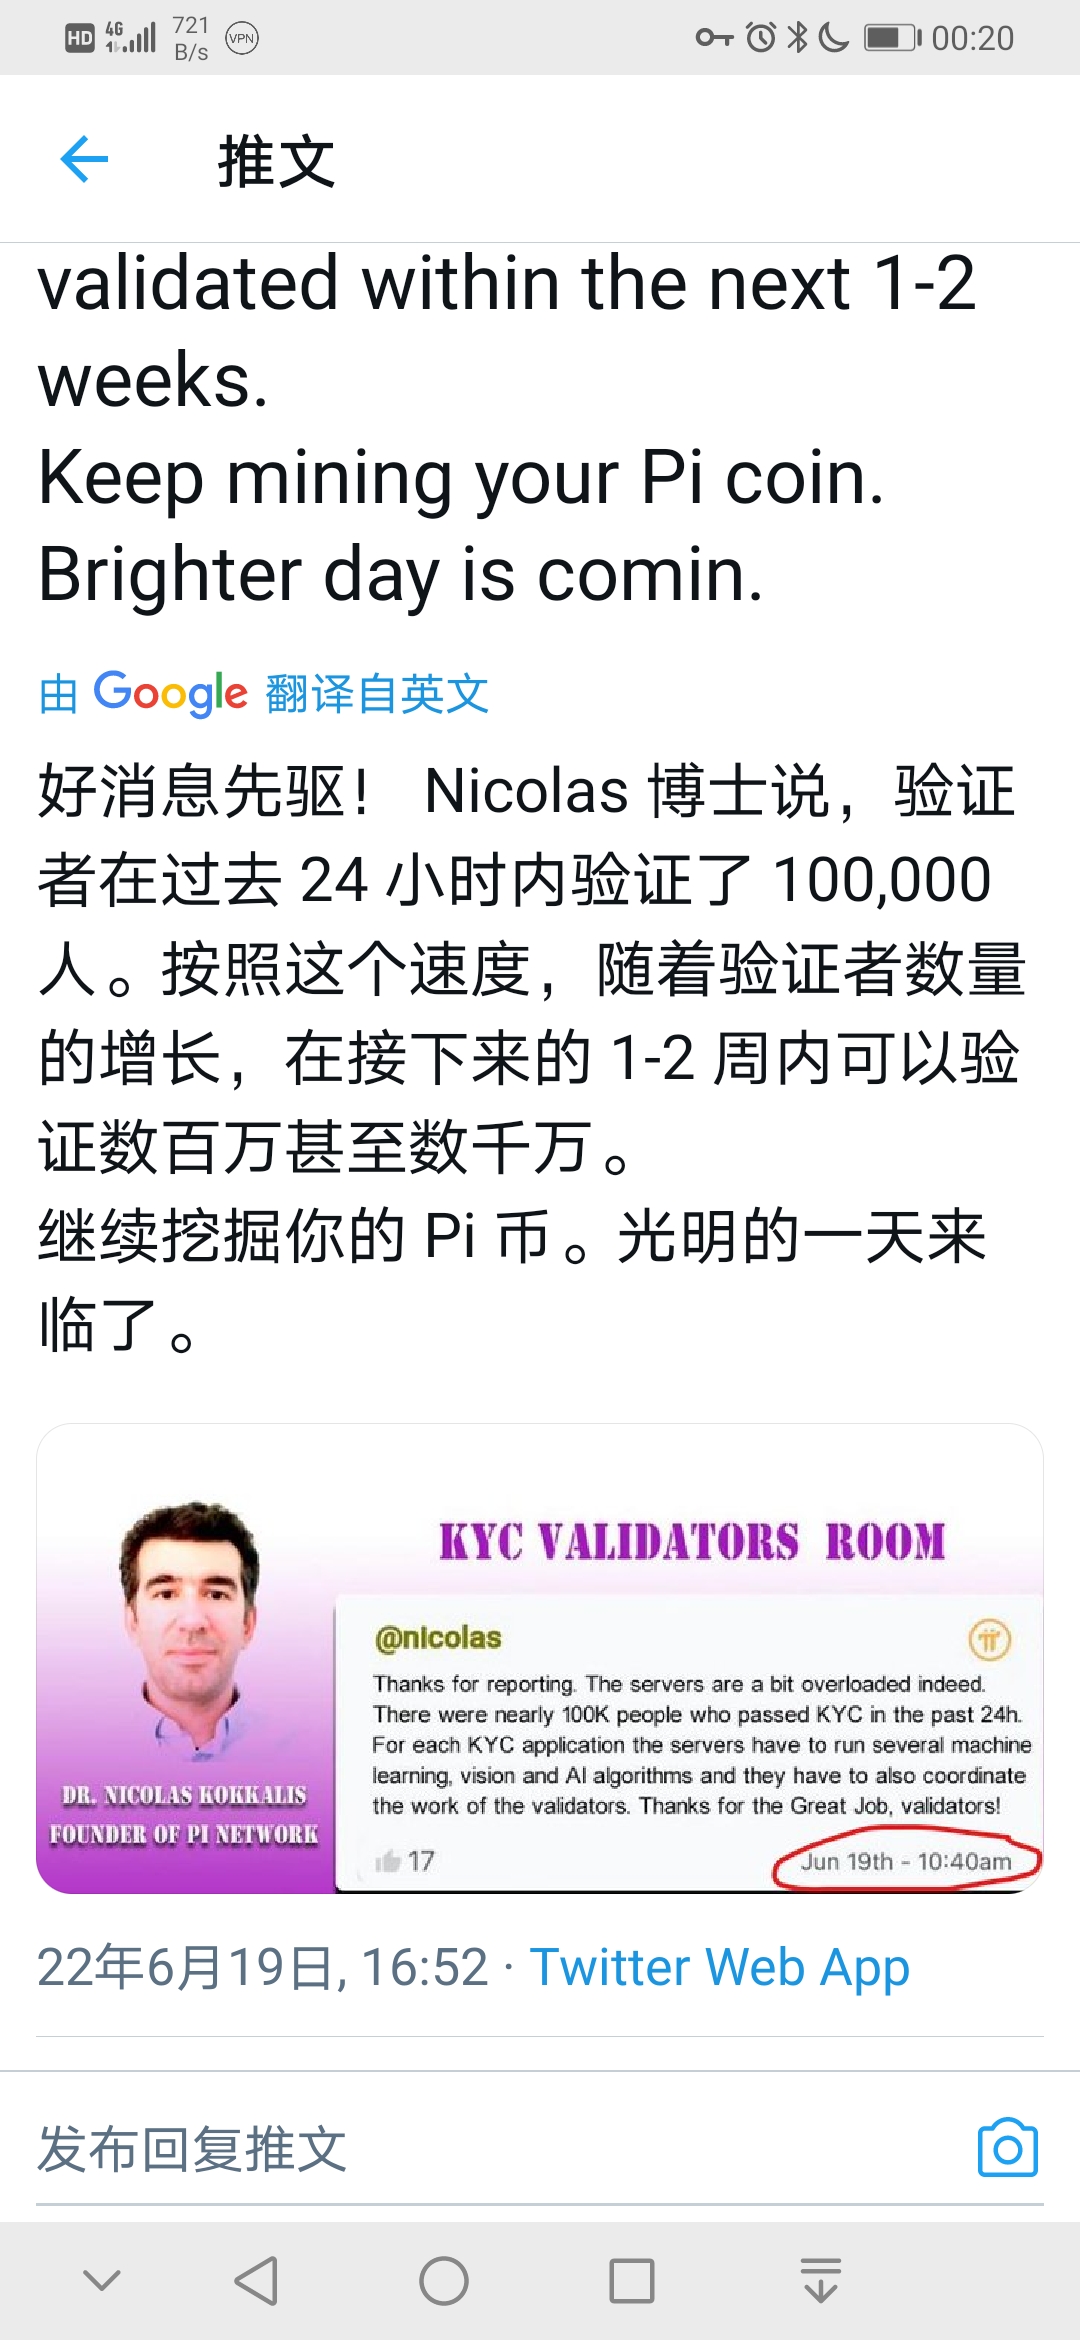 HD 4G 721 B/s VPN 00:20
推文
validated within the next 1-2
weeks.
Keep mining your Pi coin.
Brighter day is comin.
由 Google 翻译自英文
好消息先驱！ Nicolas 博士说，验证
者在过去 24 小时内验证了 100,000
人。按照这个速度，随着验证者数量
的增长，在接下来的 1-2 周内可以验
证数百万甚至数千万。
继续挖掘你的 Pi 币。光明的一天来
临了。
KYC VALIDATORS ROOM
@nicolas
Thanks for reporting. The servers are a bit overloaded indeed.
There were nearly 100K people who passed KYC in the past 24h.
For each KYC application the servers have to run several machine
learning, vision and AI algorithms and they have to also coordinate
the work of the validators. Thanks for the Great Job, validators!
17
Jun 19th - 10:40am
DR. NICOLAS KOKKALIS
FOUNDER OF PI NETWORK
22年6月19日, 16:52 · Twitter Web App
发布回复推文